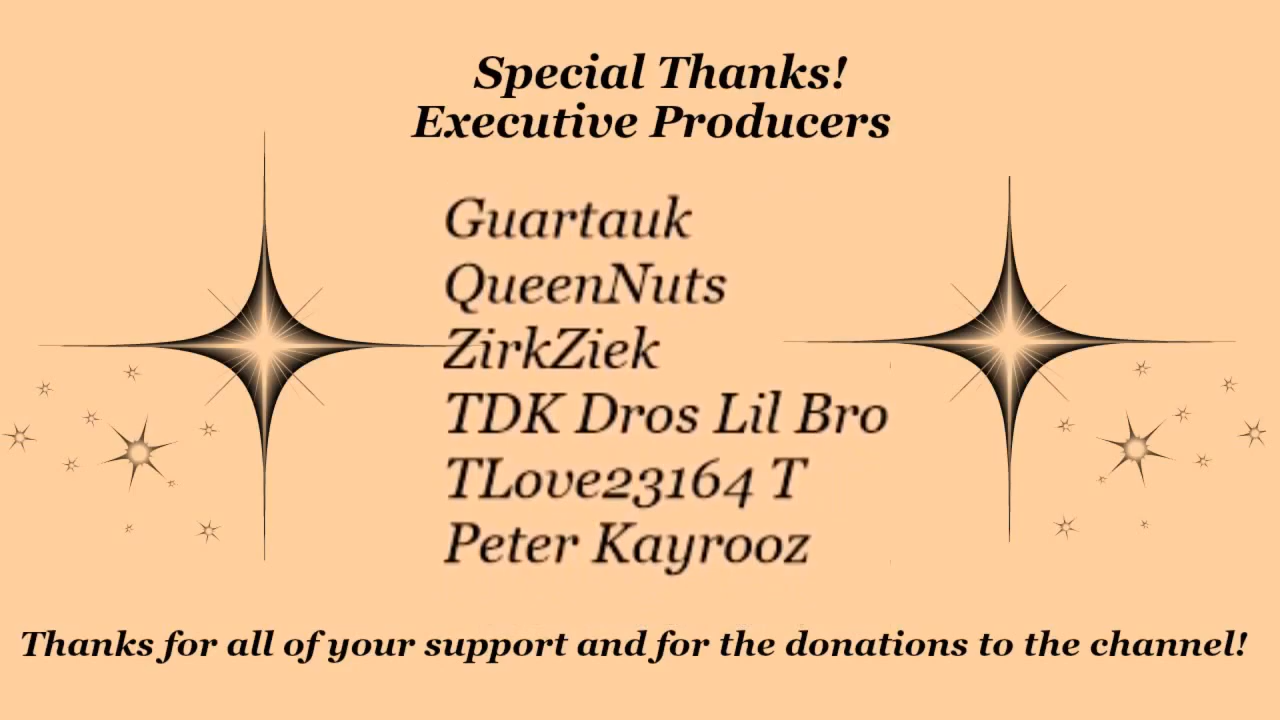 Special Thanks!
Executive Producers
Guartauk
QueenNuts
ZirkZiek
TDK Dros Lil Bro
TLove23164 T
Peter Kayrooz
Thanks for all of your support and for the donations to the channel!